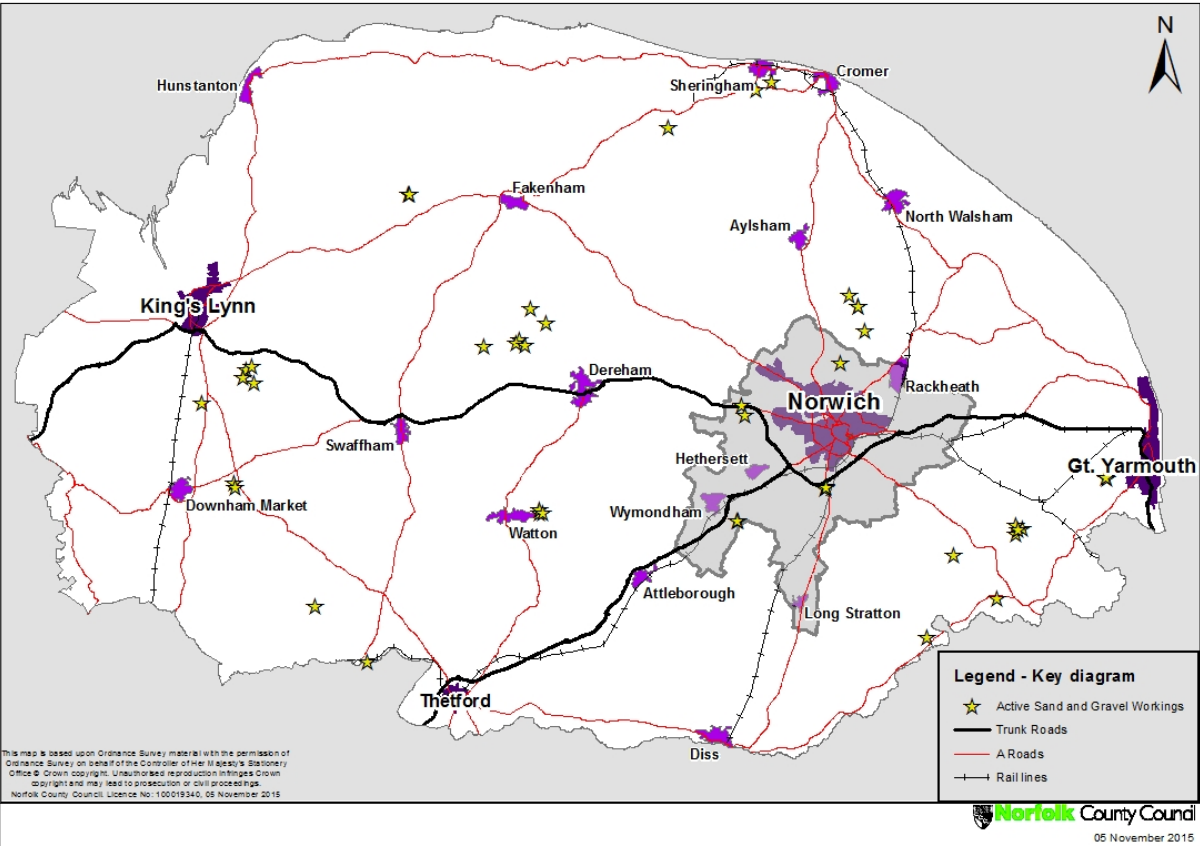 N
Hunstanton
Sheringham
Cromer
Fakenham
Aylsham
North Walsham
King's Lynn
Dereham
Rackheath
Norwich
Swaffham
Hethersett
Gt. Yarmouth
Downham Market
Wymondham
Watton
Attleborough
Long Stratton
Thetford
Diss
Legend - Key diagram
Active Sand and Gravel Workings
Trunk Roads
A Roads
Rail lines
This map is based upon Ordnance Survey material with the permission of
Ordnance Survey on behalf of the Controller of Her Majesty's Stationery
Office © Crown copyright. Unauthorised reproduction infringes Crown
copyright and may lead to prosecution or civil proceedings.
Norfolk County Council. Licence No: 100019340, 05 November 2015
Norfolk County Council
05 November 2015